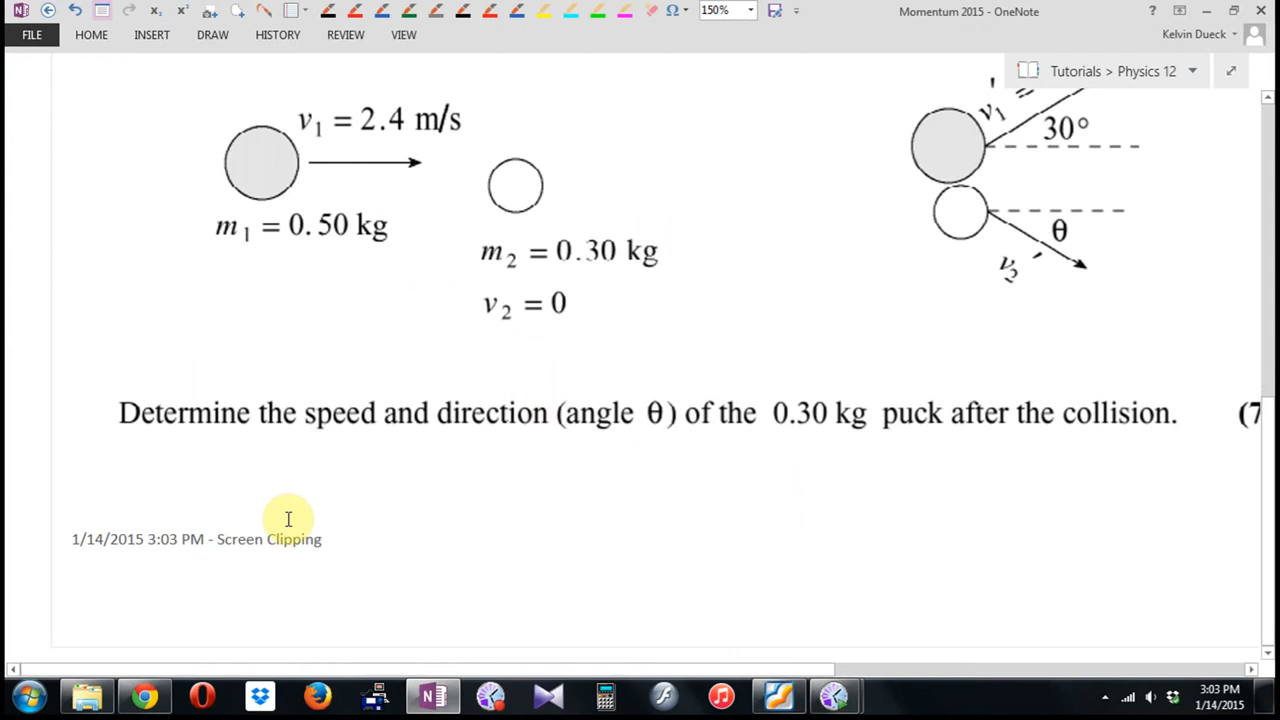 150%
Momentum 2015 - OneNote
FILE HOME INSERT DRAW HISTORY REVIEW VIEW
Kelvin Dueck
Tutorials > Physics 12
v₁ = 2.4 m/s
v₁′ =
30°
m₁ = 0.50 kg
θ
m₂ = 0.30 kg
v₂′
v₂ = 0
Determine the speed and direction (angle θ) of the 0.30 kg puck after the collision. (7
1/14/2015 3:03 PM - Screen Clipping
3:03 PM
1/14/2015